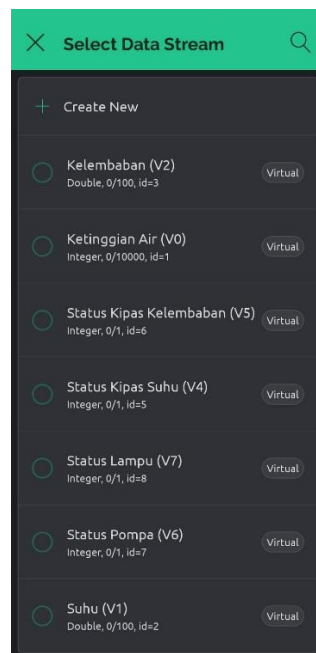 Select Data Stream
Create New
Kelembaban (V2)
Virtual
Double, 0/100, id=3
Ketinggian Air (V0)
Virtual
Integer, 0/10000, id=1
Status Kipas Kelembaban (V5)
Virtual
Integer, 0/1, id=6
Status Kipas Suhu (V4)
Virtual
Integer, 0/1, id=5
Status Lampu (V7)
Virtual
Integer, 0/1, id=8
Status Pompa (V6)
Virtual
Integer, 0/1, id=7
Suhu (V1)
Virtual
Double, 0/100, id=2